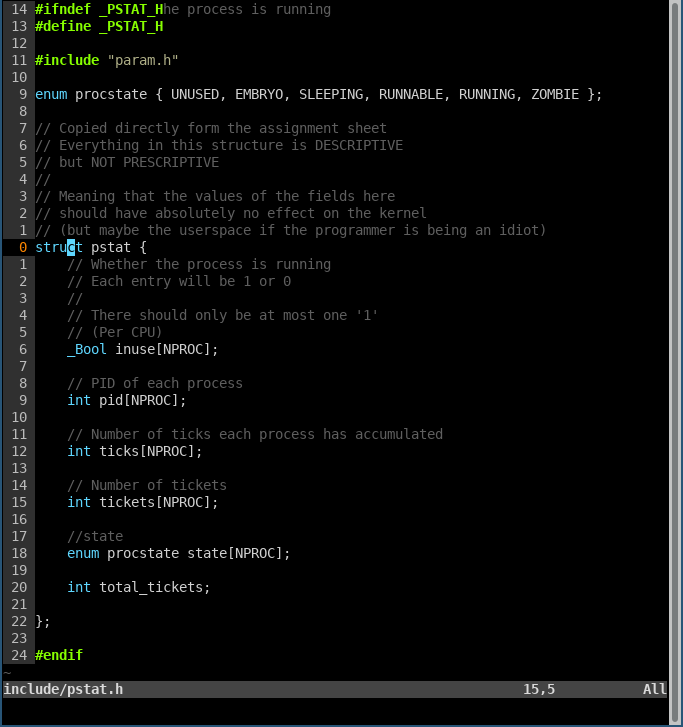 14 #ifndef _PSTAT_Hhe process is running
13 #define _PSTAT_H
12
11 #include "param.h"
10
9 enum procstate { UNUSED, EMBRYO, SLEEPING, RUNNABLE, RUNNING, ZOMBIE };
8
7 // Copied directly form the assignment sheet
6 // Everything in this structure is DESCRIPTIVE
5 // but NOT PRESCRIPTIVE
4 //
3 // Meaning that the values of the fields here
2 // should have absolutely no effect on the kernel
1 // (but maybe the userspace if the programmer is being an idiot)
0 struct pstat {
1 // Whether the process is running
2 // Each entry will be 1 or 0
3 //
4 // There should only be at most one '1'
5 // (Per CPU)
6 _Bool inuse[NPROC];
7
8 // PID of each process
9 int pid[NPROC];
10
11 // Number of ticks each process has accumulated
12 int ticks[NPROC];
13
14 // Number of tickets
15 int tickets[NPROC];
16
17 //state
18 enum procstate state[NPROC];
19
20 int total_tickets;
21
22 };
23
24 #endif
~
include/pstat.h 15,5 All